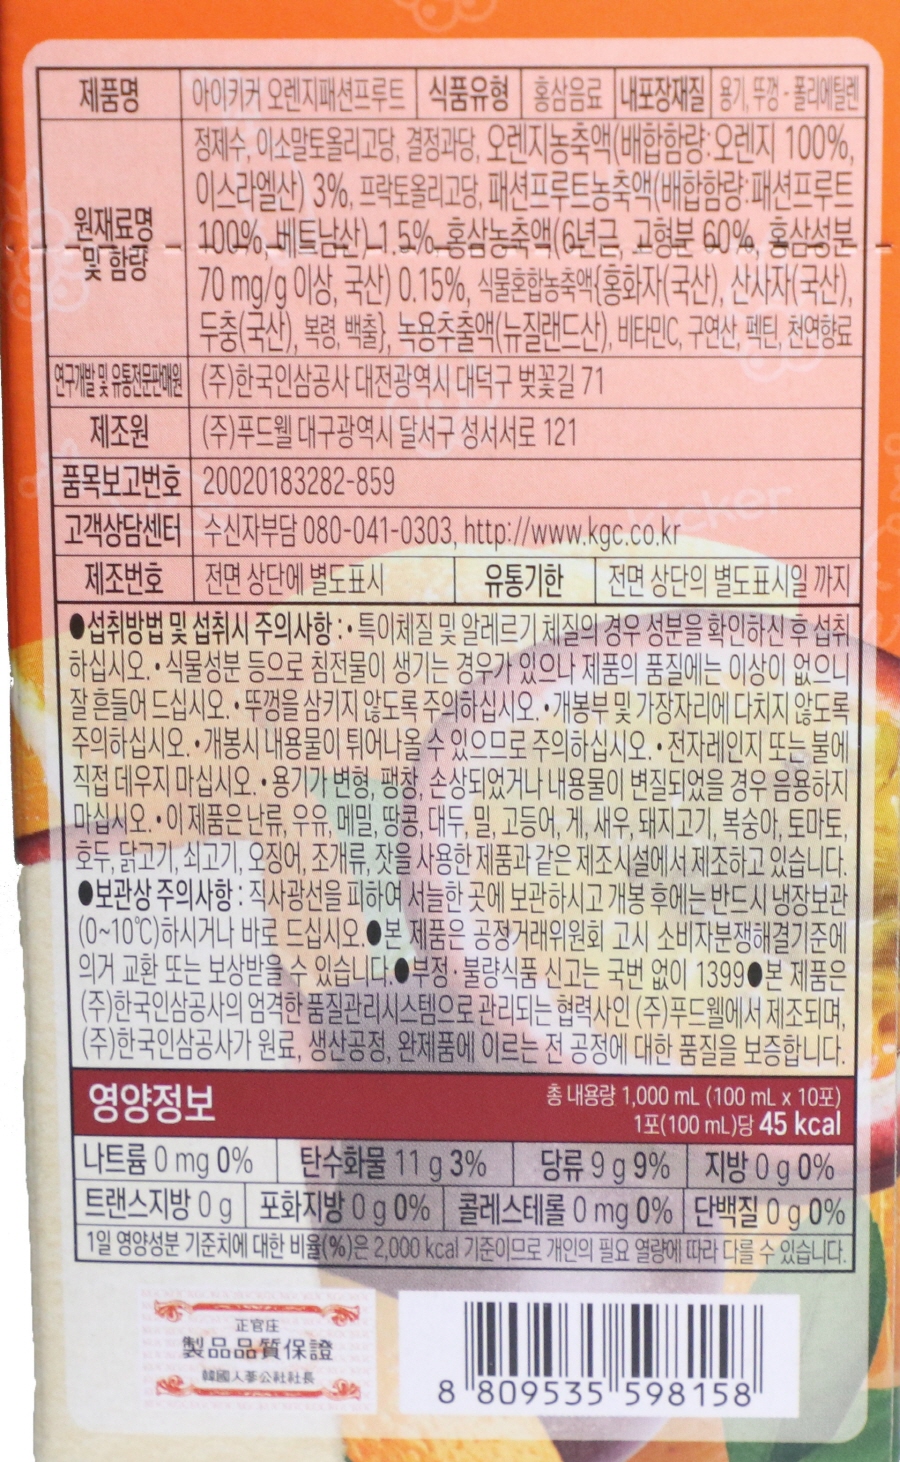 제품명 아이키커 오렌지패션프루트 식품유형 홍삼음료 내포장재질 용기, 뚜껑 - 폴리에틸렌
원재료명 및 함량
정제수, 이소말토올리고당, 결정과당, 오렌지농축액(배합함량:오렌지 100%,
이스라엘산) 3%, 프락토올리고당, 패션프루트농축액(배합함량:패션프루트
100%, 베트남산) 1.5%, 홍삼농축액(6년근, 고형분 60%, 홍삼성분
70 mg/g 이상, 국산) 0.15%, 식물혼합농축액{홍화자(국산), 산사자(국산),
두충(국산), 복령, 백출}, 녹용추출액(뉴질랜드산), 비타민C, 구연산, 펙틴, 천연향료
연구개발 및 유통전문판매원 (주)한국인삼공사 대전광역시 대덕구 벚꽃길 71
제조원 (주)푸드웰 대구광역시 달서구 성서서로 121
품목보고번호 20020183282-859
고객상담센터 수신자부담 080-041-0303, http://www.kgc.co.kr
제조번호 전면 상단에 별도표시 유통기한 전면 상단의 별도표시일 까지
●섭취방법 및 섭취시 주의사항 : • 특이체질 및 알레르기 체질의 경우 성분을 확인하신 후 섭취
하십시오. • 식물성분 등으로 침전물이 생기는 경우가 있으나 제품의 품질에는 이상이 없으니
잘 흔들어 드십시오. • 뚜껑을 삼키지 않도록 주의하십시오. • 개봉부 및 가장자리에 다치지 않도록
주의하십시오. • 개봉시 내용물이 튀어나올 수 있으므로 주의하십시오. • 전자레인지 또는 불에
직접 데우지 마십시오. • 용기가 변형, 팽창, 손상되었거나 내용물이 변질되었을 경우 음용하지
마십시오. • 이 제품은 난류, 우유, 메밀, 땅콩, 대두, 밀, 고등어, 게, 새우, 돼지고기, 복숭아, 토마토,
호두, 닭고기, 쇠고기, 오징어, 조개류, 잣을 사용한 제품과 같은 제조시설에서 제조하고 있습니다.
●보관상 주의사항 : 직사광선을 피하여 서늘한 곳에 보관하시고 개봉 후에는 반드시 냉장보관
(0~10℃)하시거나 바로 드십시오.●본 제품은 공정거래위원회 고시 소비자분쟁해결기준에
의거 교환 또는 보상받을 수 있습니다.●부정·불량식품 신고는 국번 없이 1399●본 제품은
(주)한국인삼공사의 엄격한 품질관리시스템으로 관리되는 협력사인 (주)푸드웰에서 제조되며,
(주)한국인삼공사가 원료, 생산공정, 완제품에 이르는 전 공정에 대한 품질을 보증합니다.
영양정보 총 내용량 1,000 mL (100 mL x 10포)
1포(100 mL)당 45 kcal
나트륨 0 mg 0% 탄수화물 11 g 3% 당류 9 g 9% 지방 0 g 0%
트랜스지방 0 g 포화지방 0 g 0% 콜레스테롤 0 mg 0% 단백질 0 g 0%
1일 영양성분 기준치에 대한 비율(%)은 2,000 kcal 기준이므로 개인의 필요 열량에 따라 다를 수 있습니다.
正官庄
製品品質保證
韓國人蔘公社社長
8 809535 598158